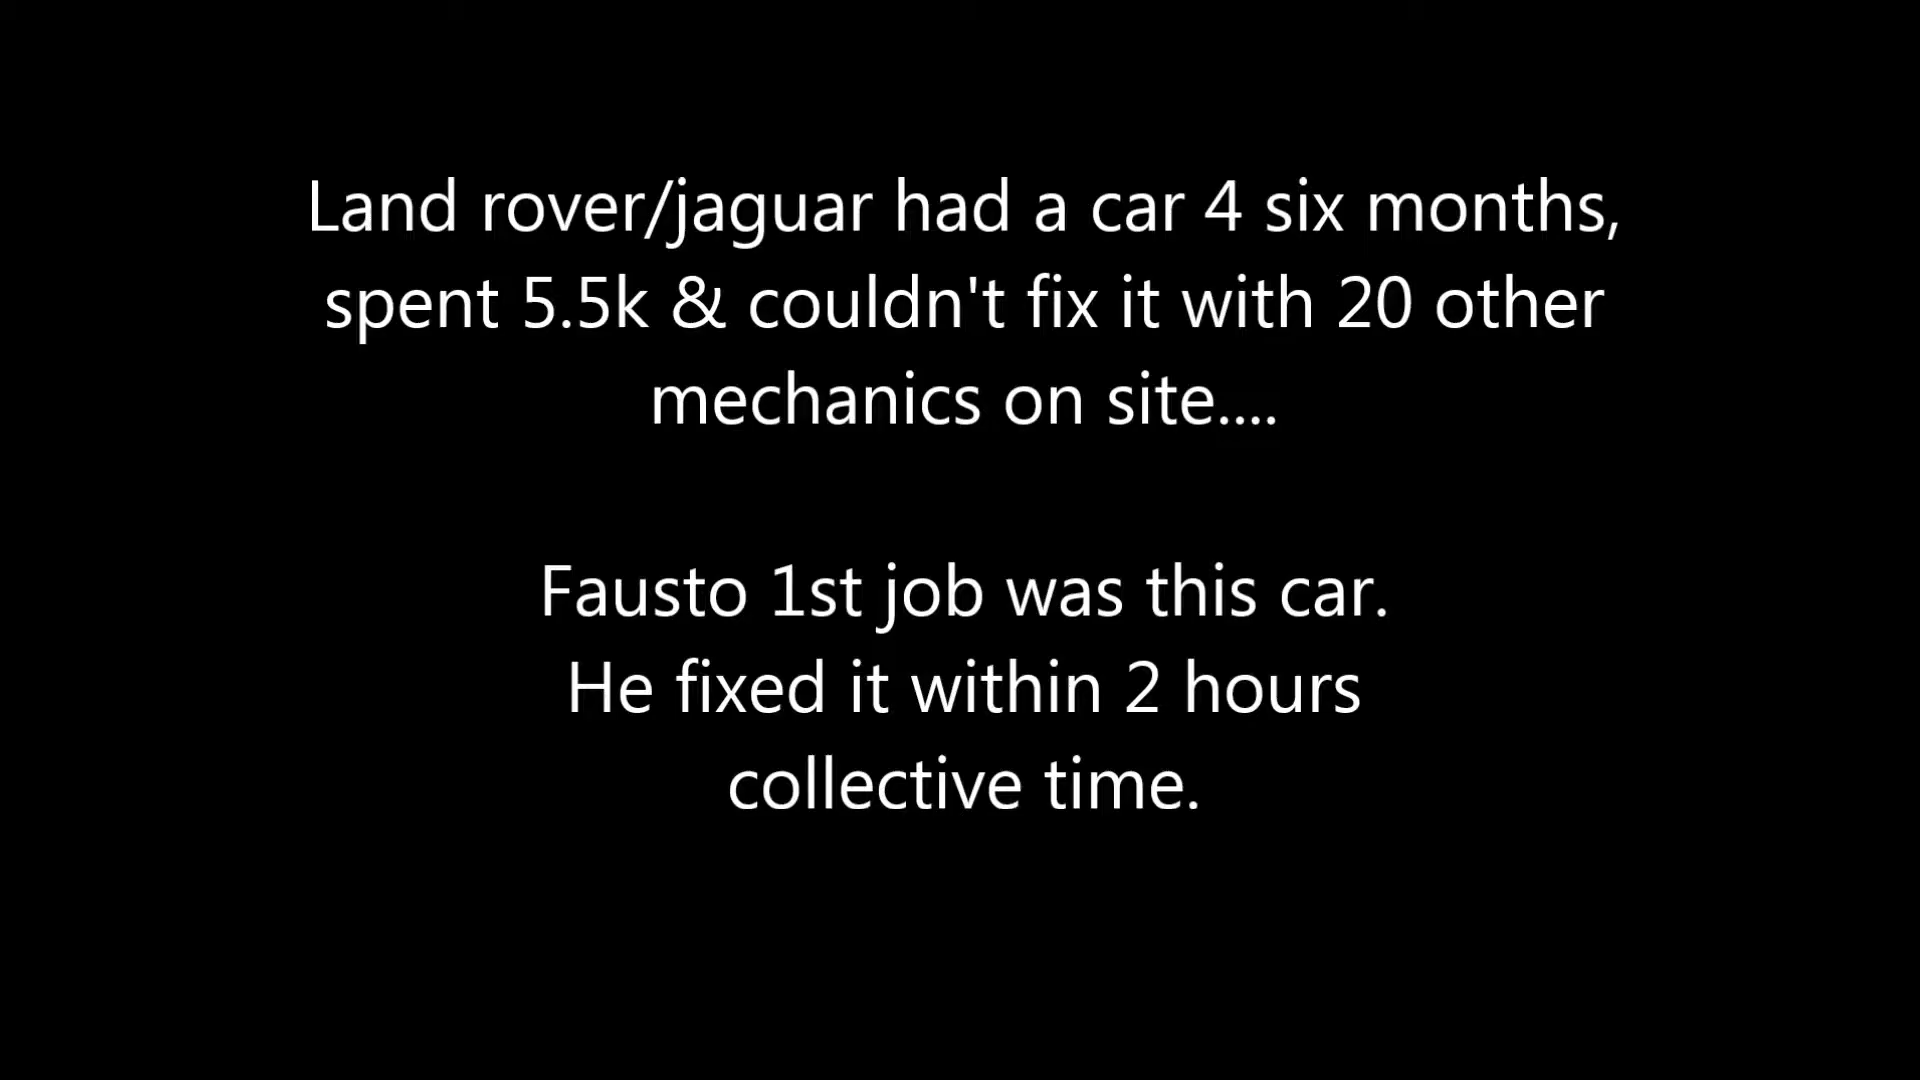 Land rover/jaguar had a car 4 six months,
spent 5.5k & couldn't fix it with 20 other
mechanics on site....
Fausto 1st job was this car.
He fixed it within 2 hours
collective time.